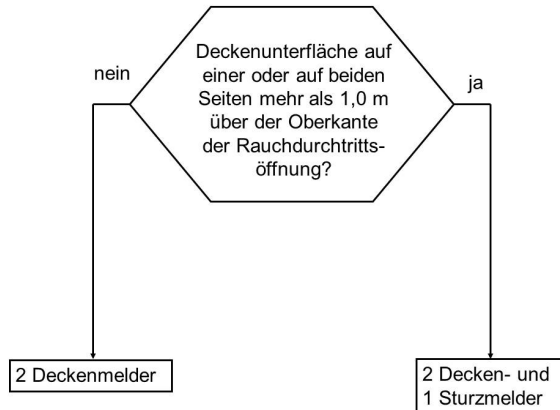 Deckenunterfläche auf
einer oder auf beiden
Seiten mehr als 1,0 m
über der Oberkante
der Rauchdurchtritts-
öffnung?
nein
ja
2 Deckenmelder
2 Decken- und
1 Sturzmelder